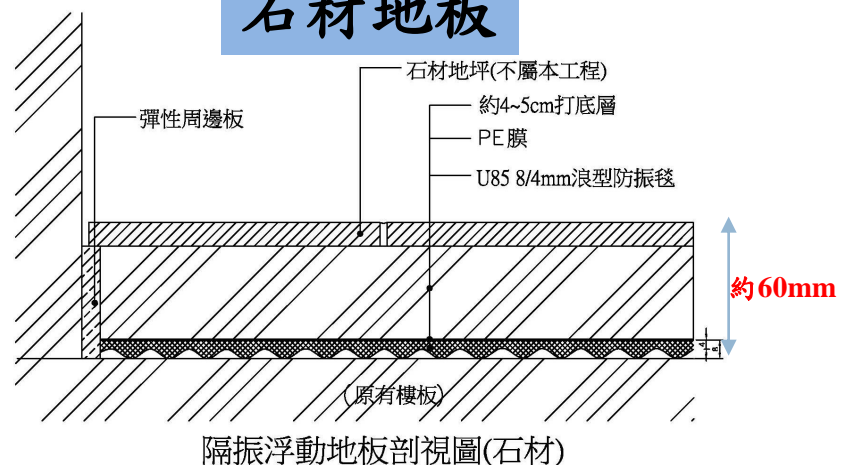 石材地板
石材地坪(不屬本工程)
約4~5cm打底層
彈性周邊板
PE膜
U85 8/4mm浪型防振毯
約60mm
4
8
(原有樓板)
隔振浮動地板剖視圖(石材)